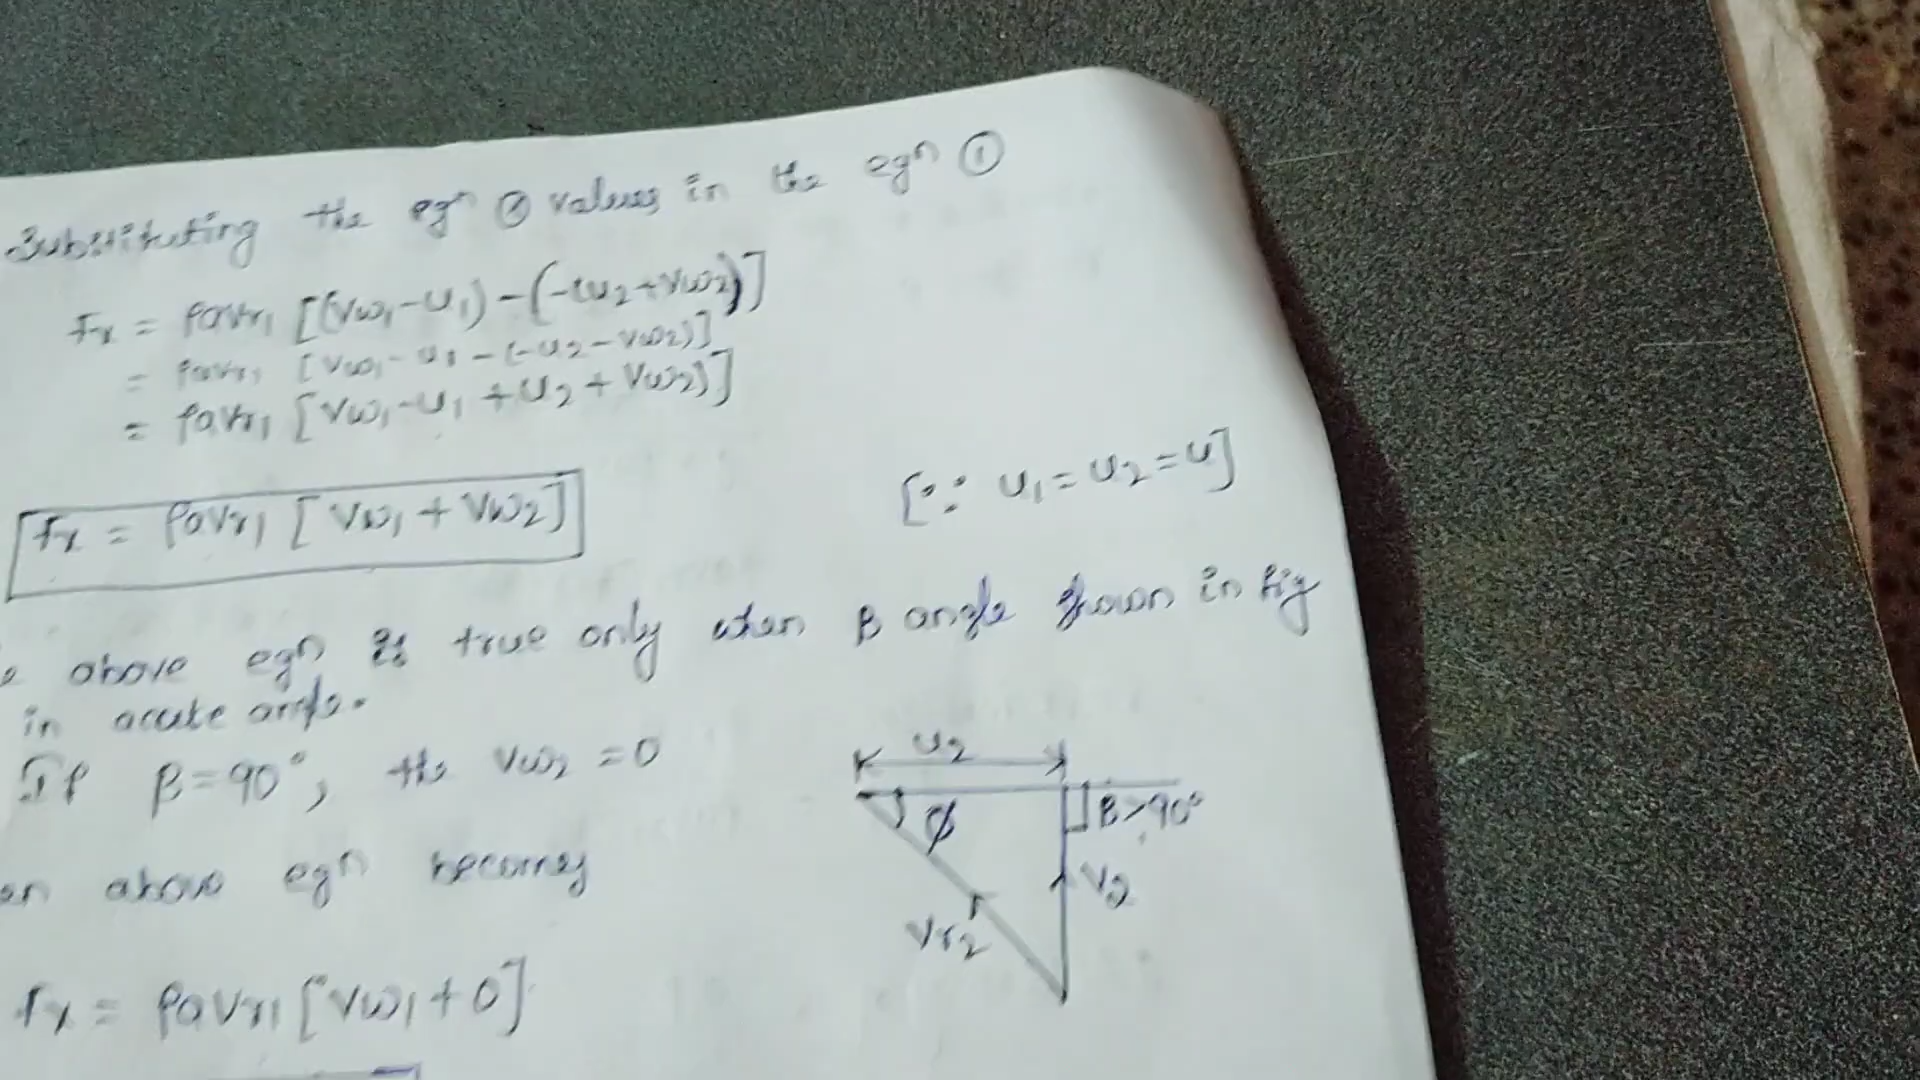 Substituting the eqn ② values in the eqn ①
Fx = ρaVr1 [(Vw1-u1)-(-(u2+Vw2)]
= ρaVr1 [Vw1-u1-(-u2-Vw2)]
= ρaVr1 [Vw1-u1+u2+Vw2)]
[∵ u1=u2=u]
Fx = ρaVr1 [Vw1+Vw2]
e above eqn is true only when β angle shown in fig
in acute angle.
If β=90°, the Vw2=0
en above eqn becomes
Fx = ρaVr1[Vw1+0]
u2
φ
β>90°
V2
Vr2